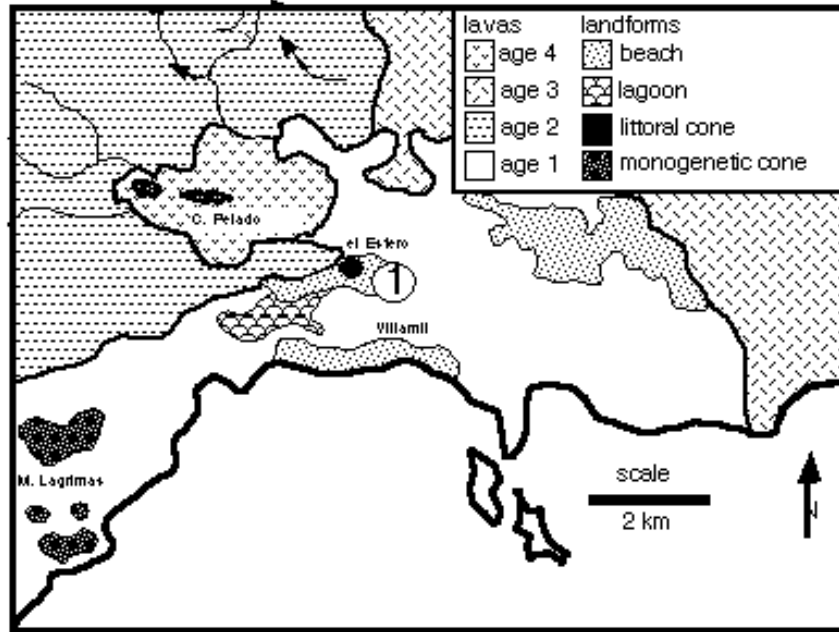 lavas
landforms
age 4
beach
age 3
lagoon
age 2
littoral cone
age 1
monogenetic cone
C. Pelado
el Estero
1
Villamil
M. Lagrimas
scale
2 km
N